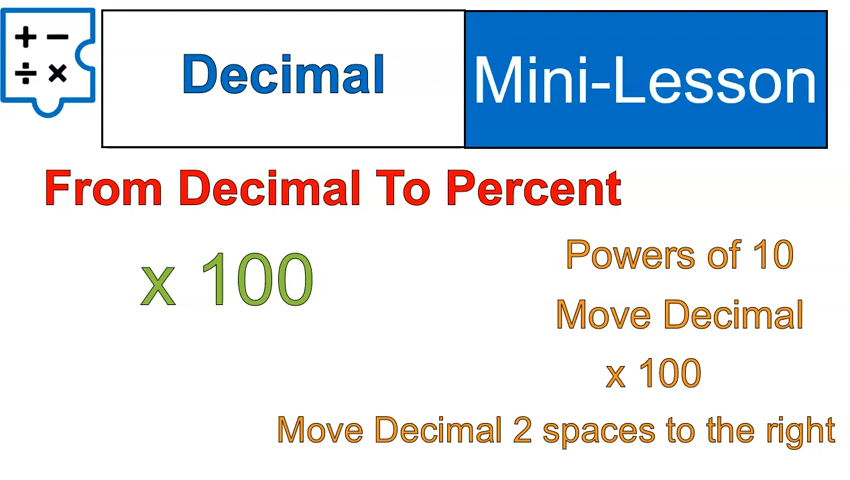 + −
÷ ×
Decimal
Mini-Lesson
From Decimal To Percent
x 100
Powers of 10
Move Decimal
x 100
Move Decimal 2 spaces to the right